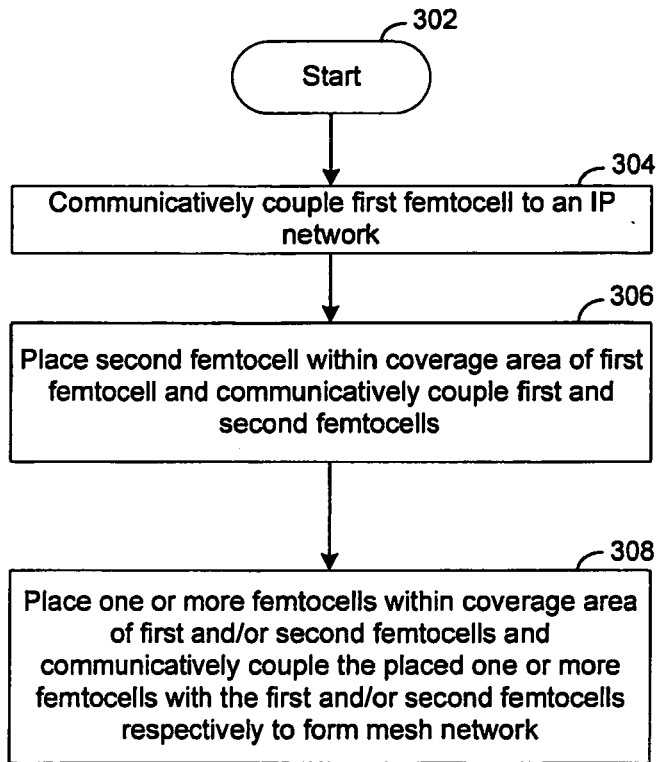 302
Start
304
Communicatively couple first femtocell to an IP
network
306
Place second femtocell within coverage area of first
femtocell and communicatively couple first and
second femtocells
308
Place one or more femtocells within coverage area
of first and/or second femtocells and
communicatively couple the placed one or more
femtocells with the first and/or second femtocells
respectively to form mesh network